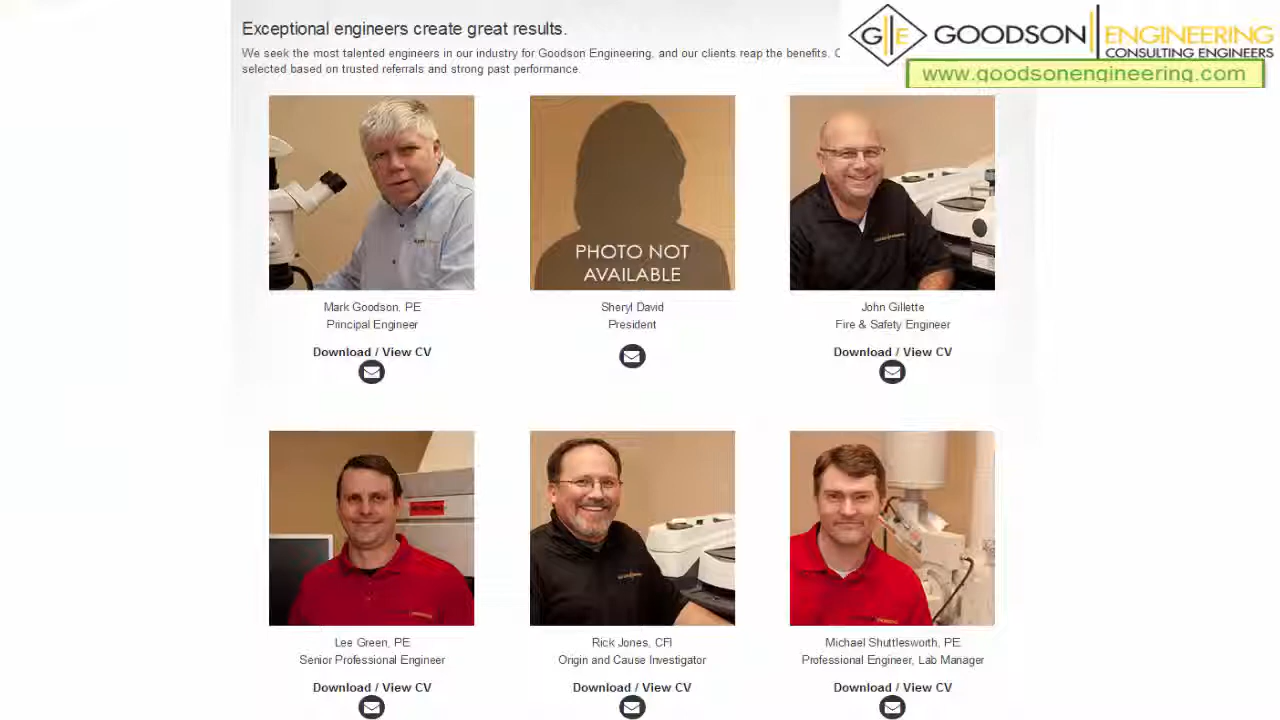 Exceptional engineers create great results.
We seek the most talented engineers in our industry for Goodson Engineering, and our clients reap the benefits.
selected based on trusted referrals and strong past performance.
G E GOODSON ENGINEERING
CONSULTING ENGINEERS
www.goodsonengineering.com
PHOTO NOT
AVAILABLE
Mark Goodson, PE
Principal Engineer
Download / View CV
Sheryl David
President
John Gillette
Fire & Safety Engineer
Download / View CV
Lee Green, PE
Senior Professional Engineer
Download / View CV
Rick Jones, CFI
Origin and Cause Investigator
Download / View CV
Michael Shuttlesworth, PE
Professional Engineer, Lab Manager
Download / View CV